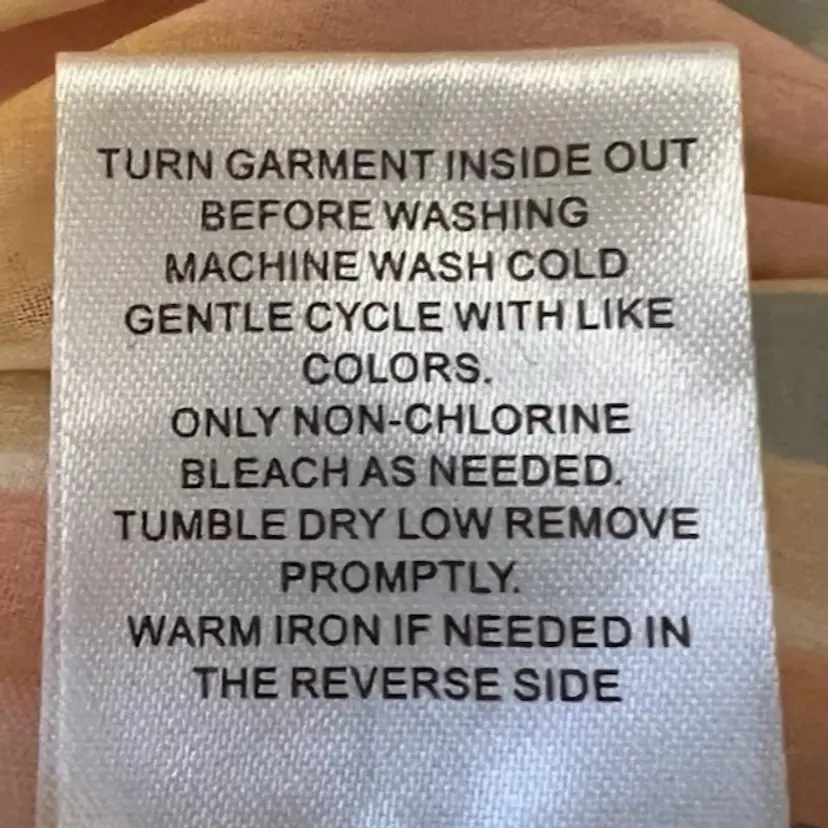 TURN GARMENT INSIDE OUT
BEFORE WASHING
MACHINE WASH COLD
GENTLE CYCLE WITH LIKE
COLORS.
ONLY NON-CHLORINE
BLEACH AS NEEDED.
TUMBLE DRY LOW REMOVE
PROMPTLY.
WARM IRON IF NEEDED IN
THE REVERSE SIDE